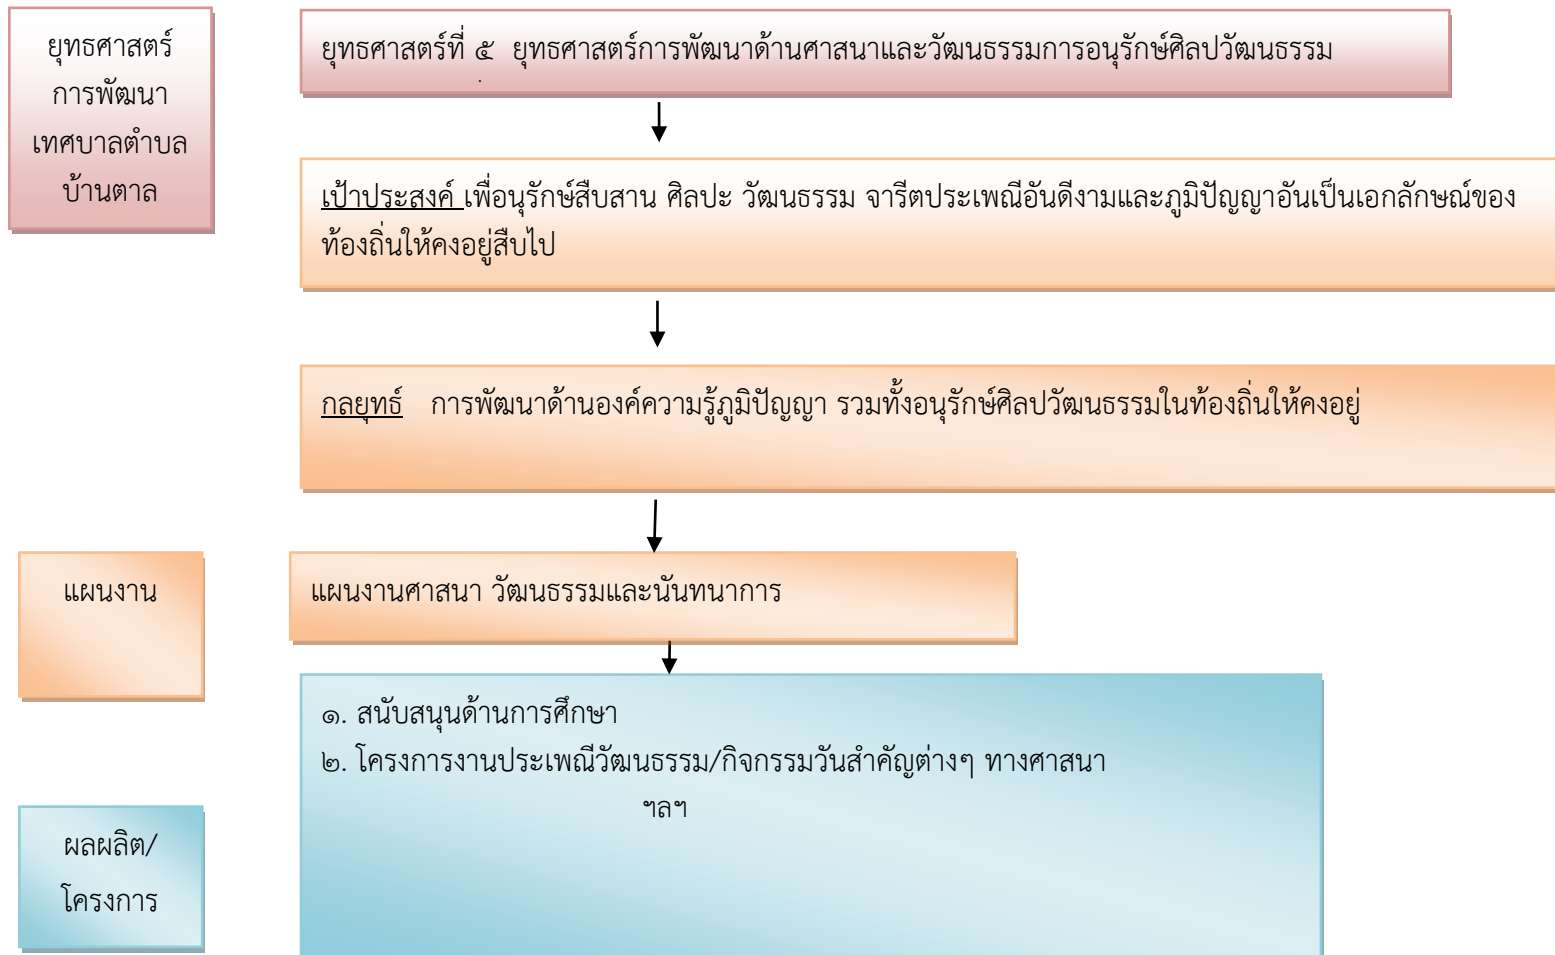 ยุทธศาสตร์
การพัฒนา
เทศบาลตำบล
บ้านตาล
ยุทธศาสตร์ที่ ๕ ยุทธศาสตร์การพัฒนาด้านศาสนาและวัฒนธรรมการอนุรักษ์ศิลปวัฒนธรรม
เป้าประสงค์ เพื่อนุรักษ์สืบสาน ศิลปะ วัฒนธรรม จารีตประเพณีอันดีงามและภูมิปัญญาอันเป็นเอกลักษณ์ของ
ท้องถิ่นให้คงอยู่สืบไป
กลยุทธ์ การพัฒนาด้านองค์ความรู้ภูมิปัญญา รวมทั้งอนุรักษ์ศิลปวัฒนธรรมในท้องถิ่นให้คงอยู่
แผนงาน
แผนงานศาสนา วัฒนธรรมและนันทนาการ
๑. สนับสนุนด้านการศึกษา
๒. โครงการงานประเพณีวัฒนธรรม/กิจกรรมวันสำคัญต่างๆ ทางศาสนา
ฯลฯ
ผลผลิต/
โครงการ